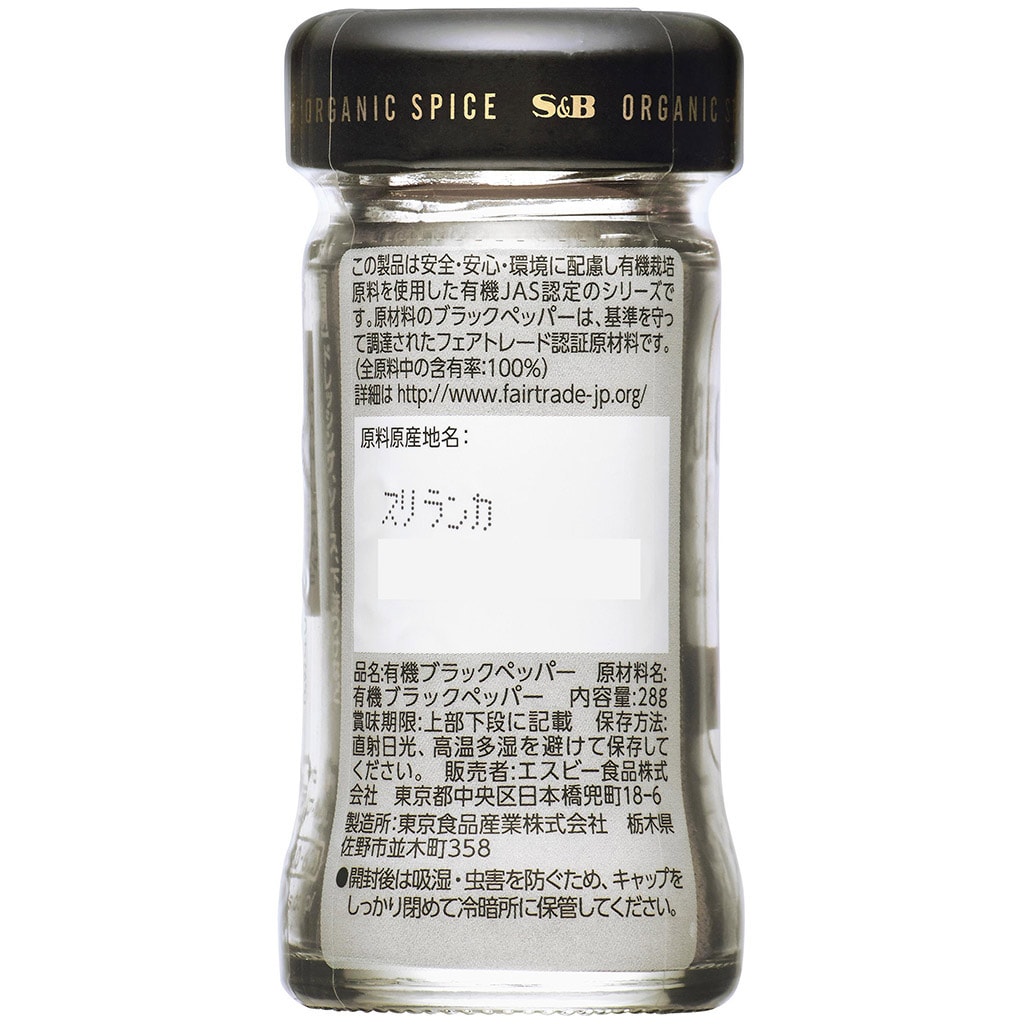 ORGANIC SPICE S&B ORGANIC
この製品は安全・安心・環境に配慮し有機栽培
原料を使用した有機JAS認定のシリーズで
す。原材料のブラックペッパーは、基準を守っ
て調達されたフェアトレード認証原材料です。
(全原料中の含有率:100%)
詳細は http://www.fairtrade-jp.org/
原料原産地名:
スリランカ
品名:有機ブラックペッパー 原材料名:
有機ブラックペッパー 内容量:28g
賞味期限:上部下段に記載 保存方法:
直射日光、高温多湿を避けて保存して
ください。 販売者:エスビー食品株式
会社 東京都中央区日本橋兜町18-6
製造所:東京食品産業株式会社 栃木県
佐野市並木町358
●開封後は吸湿・虫害を防ぐため、キャップを
しっかり閉めて冷暗所に保管してください。